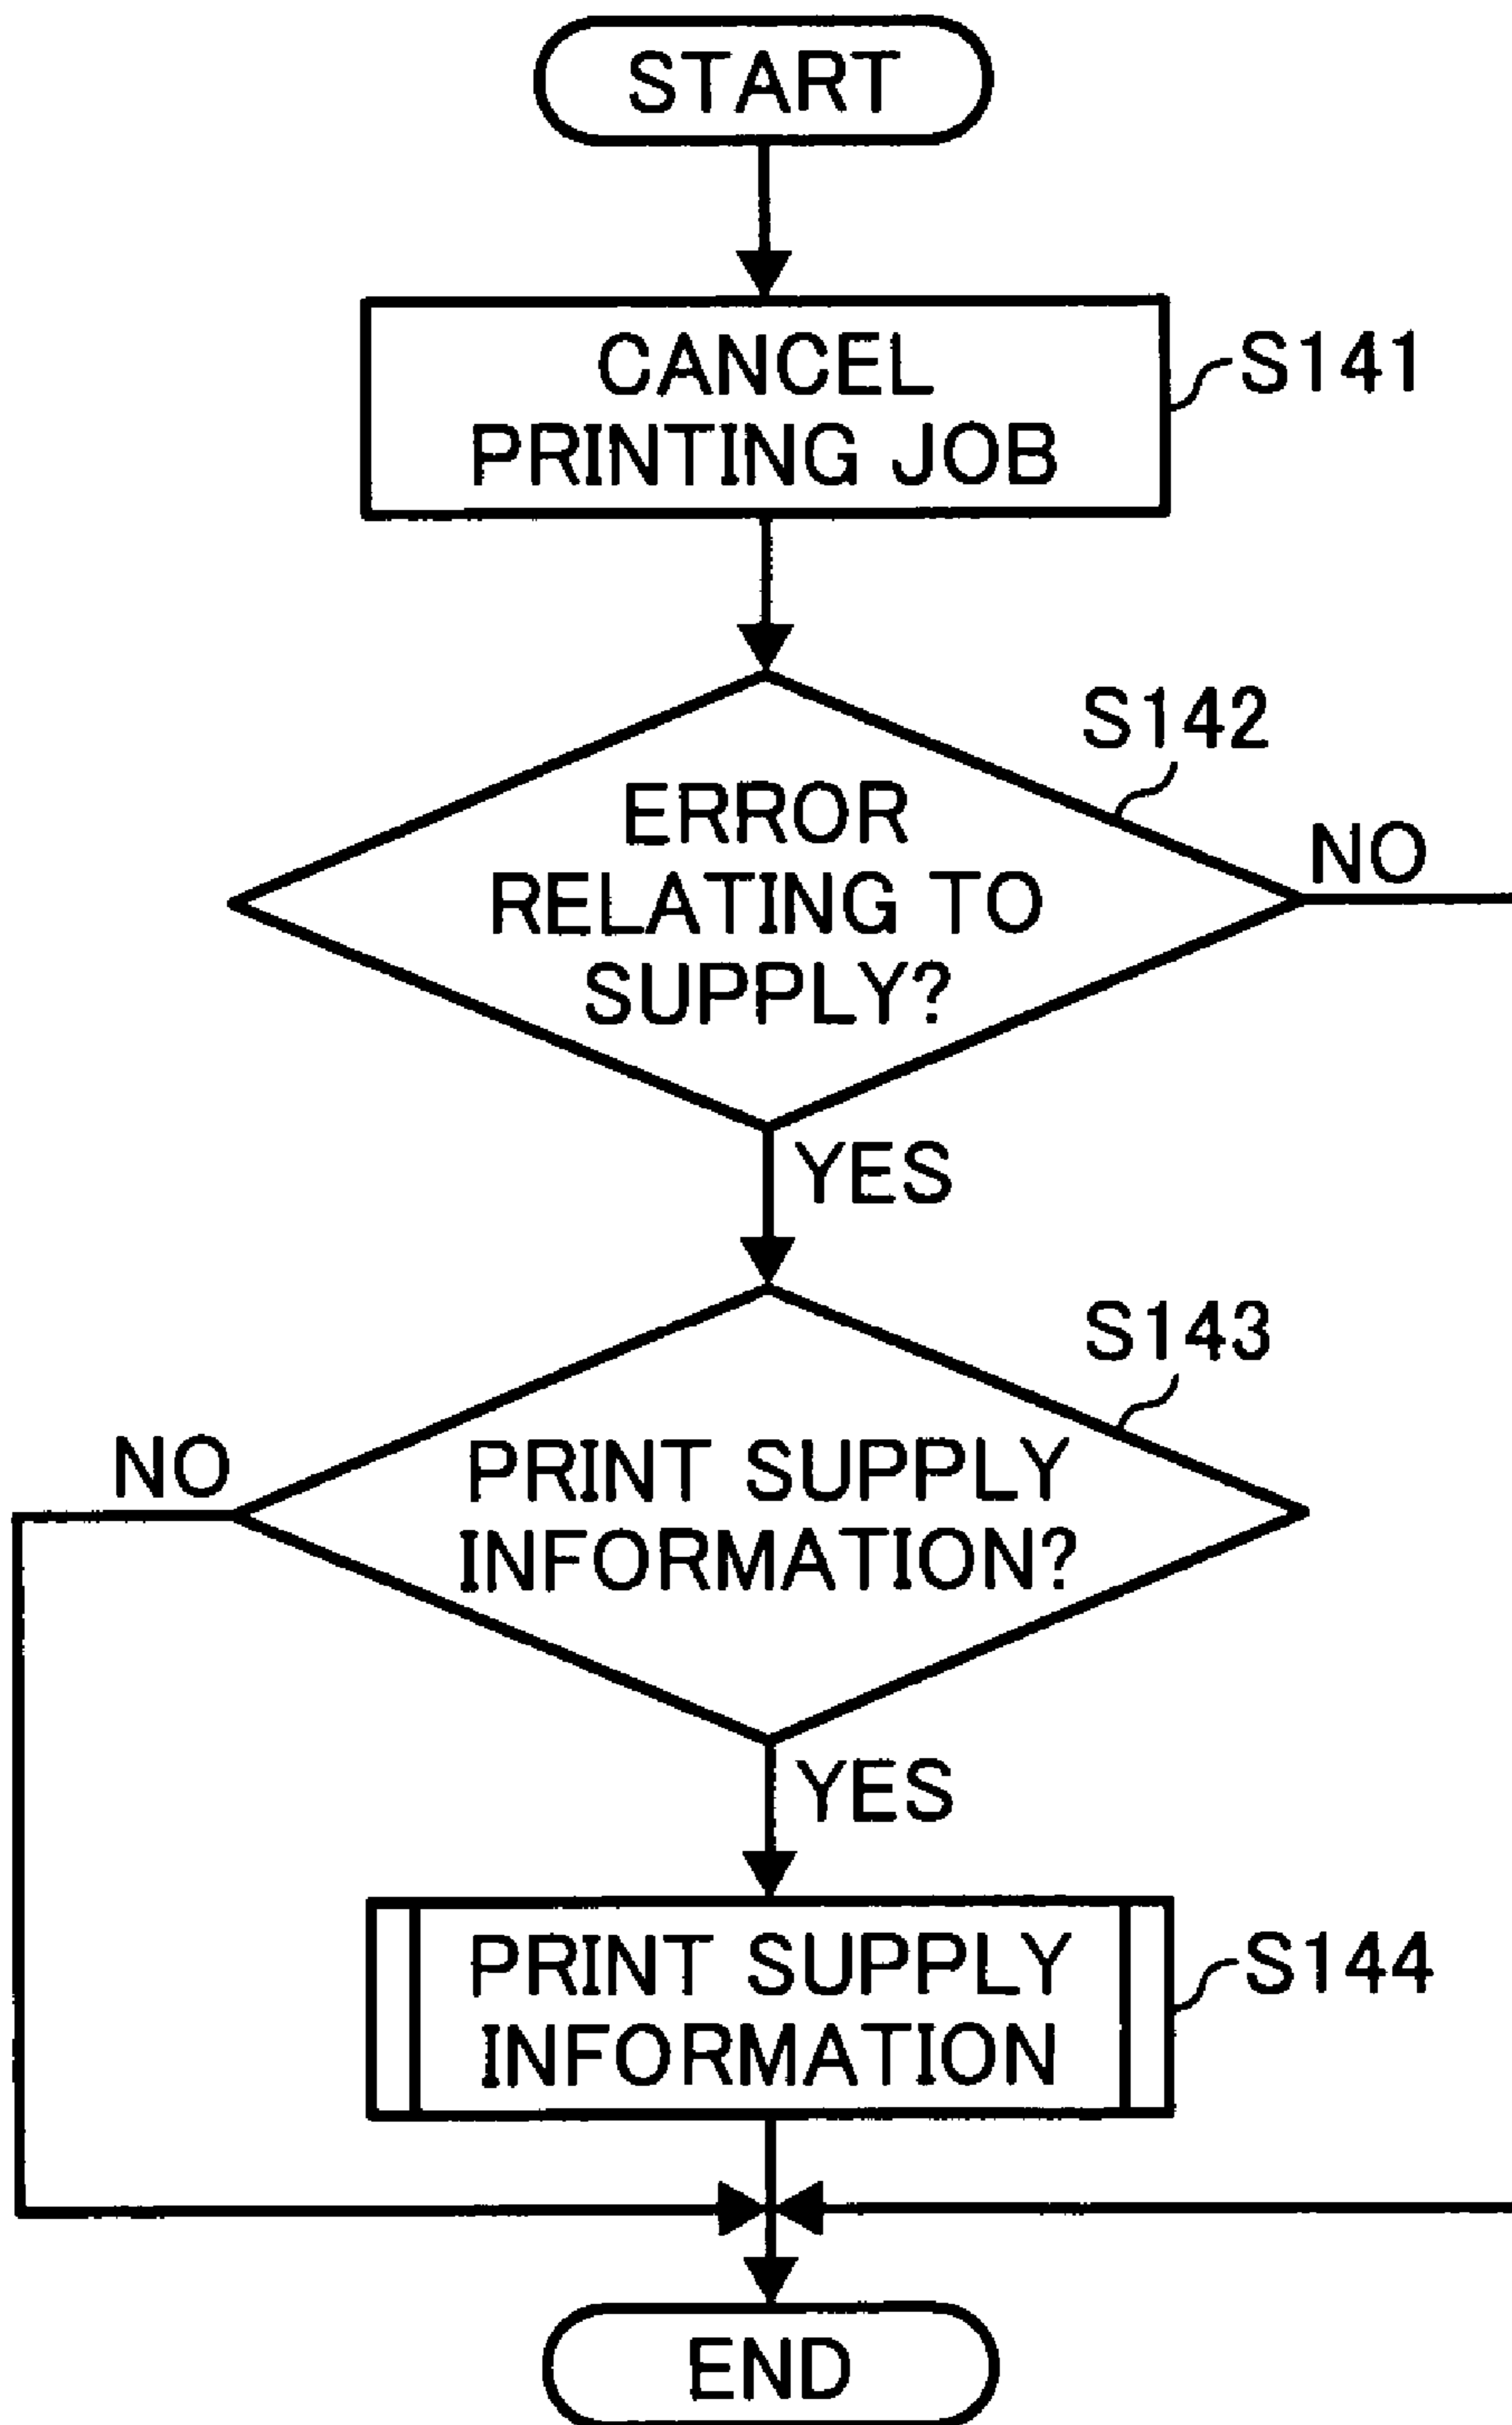 START
CANCEL
PRINTING JOB
S141
S142
ERROR
RELATING TO
SUPPLY?
NO
YES
S143
NO
PRINT SUPPLY
INFORMATION?
YES
PRINT SUPPLY
INFORMATION
S144
END